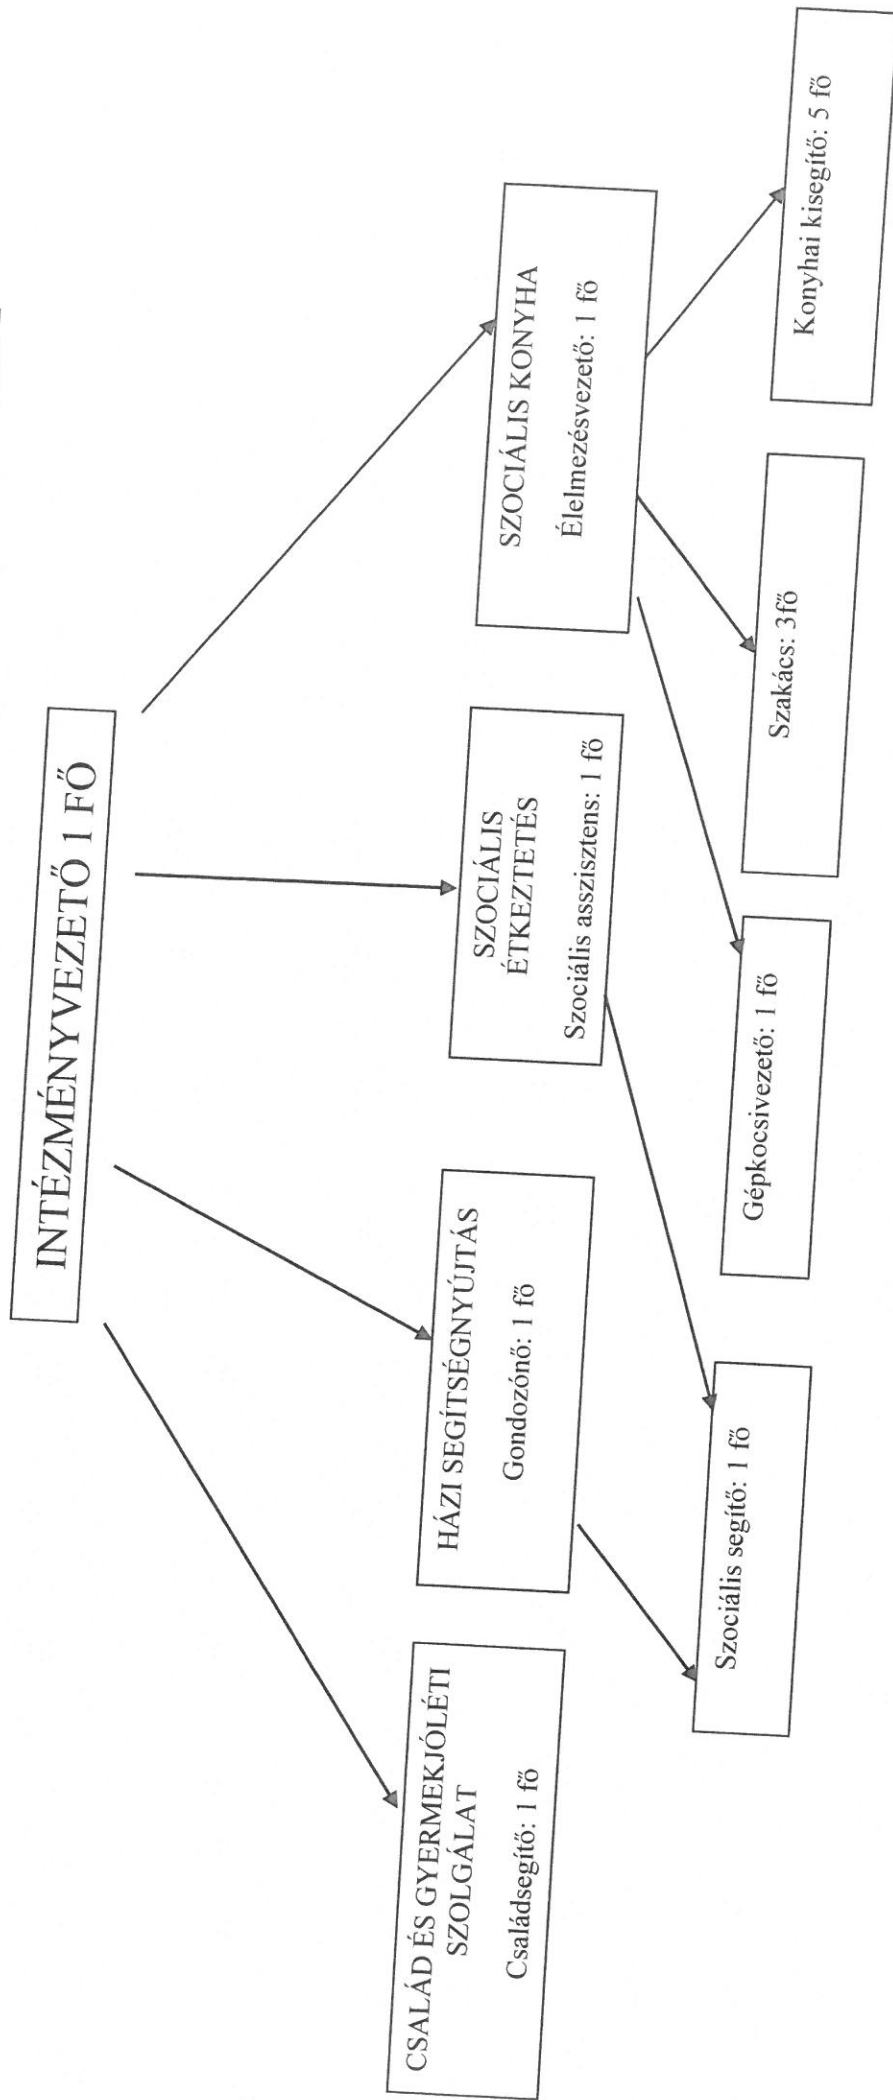 INTÉZMÉNYVEZETŐ 1 FŐ
CSALÁD ÉS GYERMEKJÓLÉTI
SZOLGÁLAT
Családsegítő: 1 fő
HÁZI SEGÍTSÉGNYÚJTÁS
Gondozónő: 1 fő
SZOCIÁLIS
ÉTKEZTETÉS
Szociális asszisztens: 1 fő
SZOCIÁLIS KONYHA
Élelmezésvezető: 1 fő
Szociális segítő: 1 fő
Gépkocsivezető: 1 fő
Szakács: 3fő
Konyhai kisegítő: 5 fő